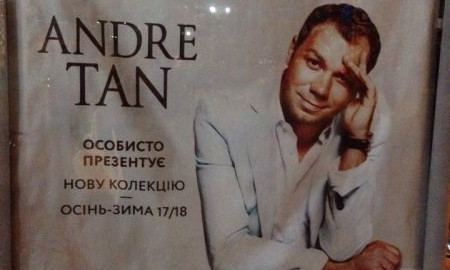 ANDRE
TAN
ОСОБИСТО
ПРЕЗЕНТУЄ
НОВУ КОЛЕКЦІЮ
—
ОСІНЬ-ЗИМА 17/18